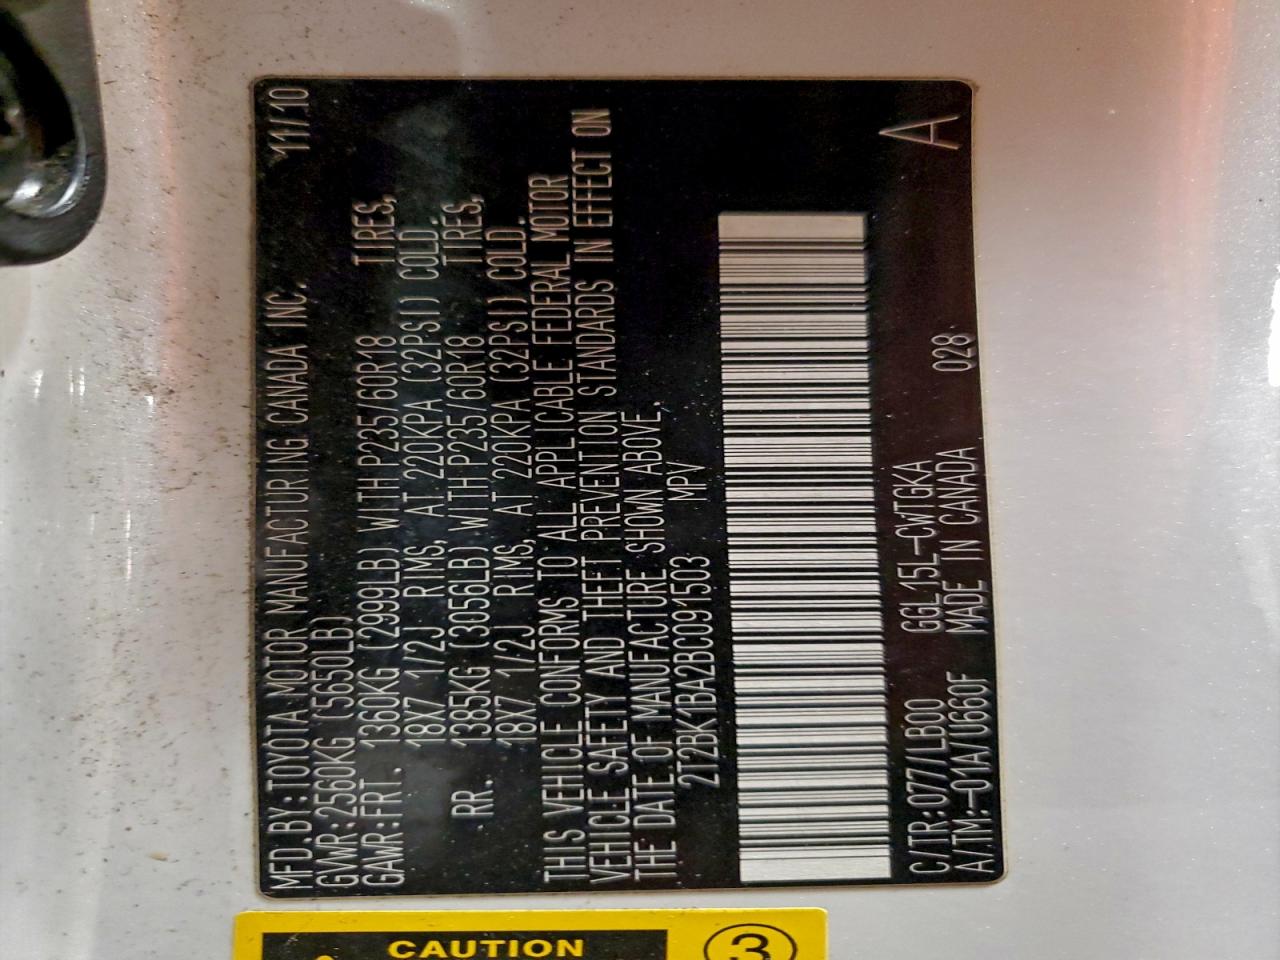 MFD.BY:TOYOTA MOTOR MANUFACTURING CANADA INC. 11/10
GVWR:2560KG (5650LB)
GAWR:FRT. 1360KG (2999LB) WITH P235/60R18 TIRES,
18X7 1/2J RIMS, AT 220KPA (32PSI) COLD.
RR. 1385KG (3056LB) WITH P235/60R18 TIRES,
18X7 1/2J RIMS, AT 220KPA (32PSI) COLD.
THIS VEHICLE CONFORMS TO ALL APPLICABLE FEDERAL MOTOR
VEHICLE SAFETY AND THEFT PREVENTION STANDARDS IN EFFECT ON
THE DATE OF MANUFACTURE SHOWN ABOVE.
2T2BK1BA2BC091503 MPV
C/TR:077/LB00 GGL15L-CWTGKA A
A/TM:-01A/U660F MADE IN CANADA 028
CAUTION
3